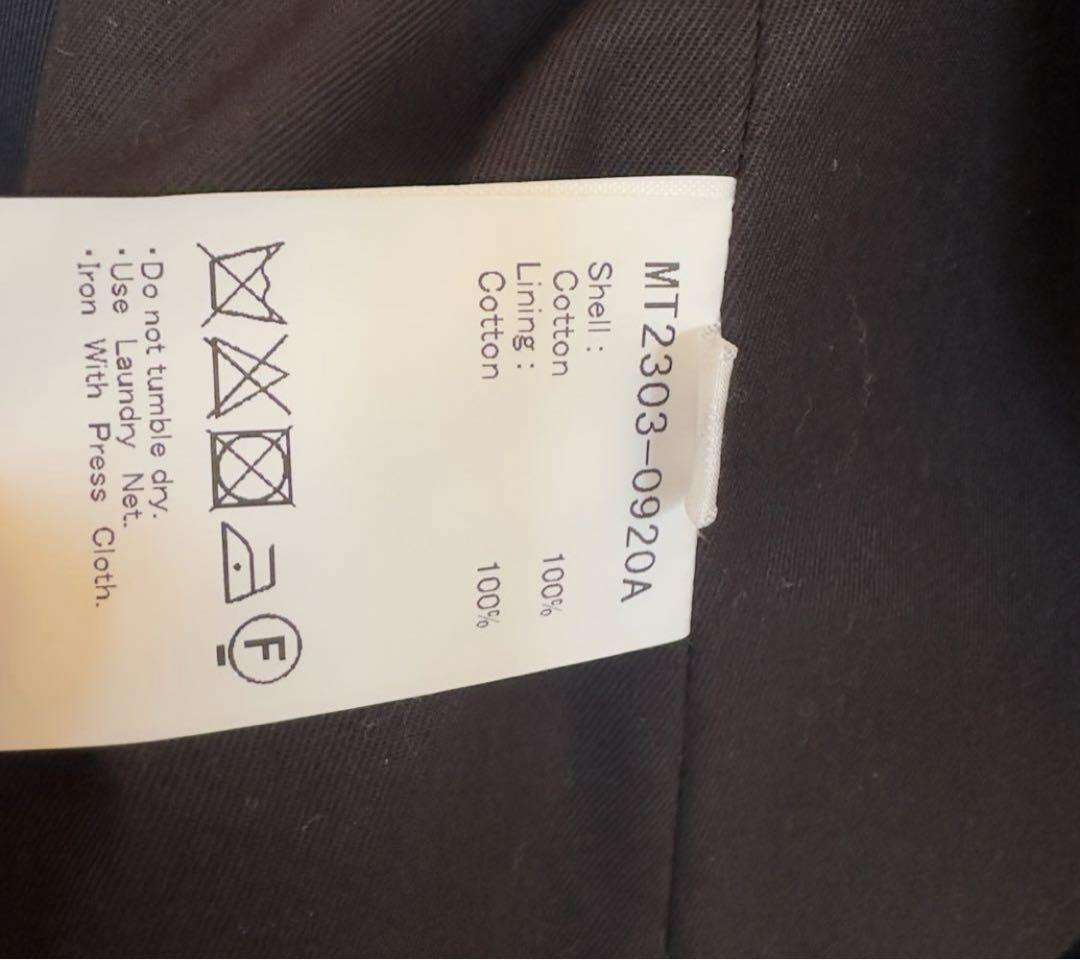 MT2303-0920A
Shell:
Cotton 100%
Lining:
Cotton 100%
F
·Do not tumble dry.
·Use Laundry Net.
·Iron With Press Cloth.